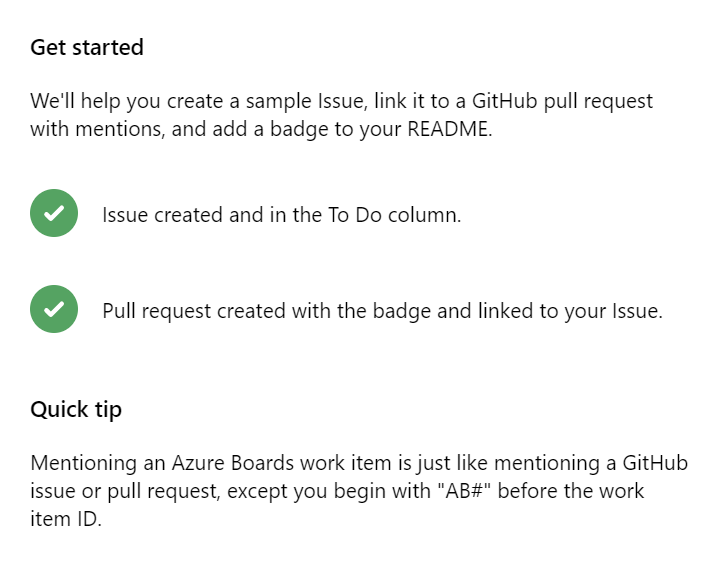 Get started
We'll help you create a sample Issue, link it to a GitHub pull request
with mentions, and add a badge to your README.
Issue created and in the To Do column.
Pull request created with the badge and linked to your Issue.
Quick tip
Mentioning an Azure Boards work item is just like mentioning a GitHub
issue or pull request, except you begin with "AB#" before the work
item ID.